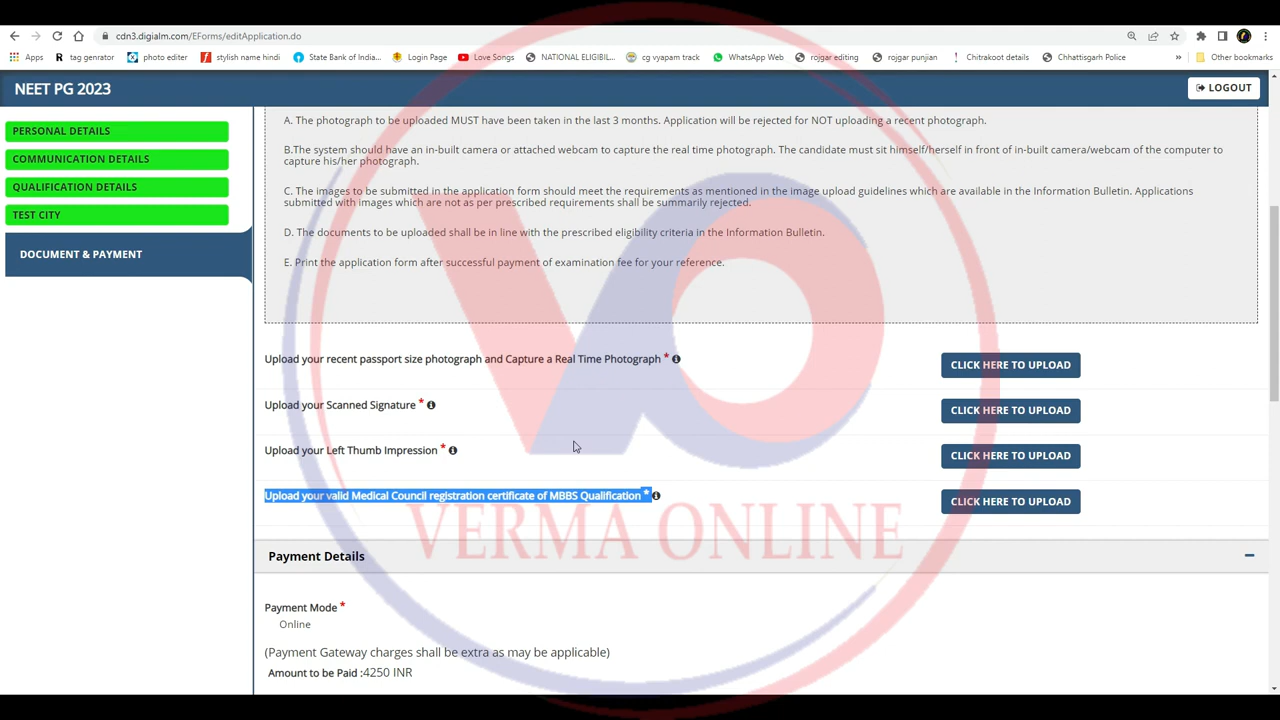 cdn3.digialm.com/EForms/editApplication.do
Apps
tag genrator
photo editer
stylish name hindi
State Bank of India...
Login Page
Love Songs
NATIONAL ELIGIBIL...
cg vyapam track
WhatsApp Web
rojgar editing
rojgar punjian
Chitrakoot details
Chhattisgarh Police
»
Other bookmarks
NEET PG 2023
LOGOUT
PERSONAL DETAILS
COMMUNICATION DETAILS
QUALIFICATION DETAILS
TEST CITY
DOCUMENT & PAYMENT
A. The photograph to be uploaded MUST have been taken in the last 3 months. Application will be rejected for NOT uploading a recent photograph.
B.The system should have an in-built camera or attached webcam to capture the real time photograph. The candidate must sit himself/herself in front of in-built camera/webcam of the computer to
capture his/her photograph.
C. The images to be submitted in the application form should meet the requirements as mentioned in the image upload guidelines which are available in the Information Bulletin. Applications
submitted with images which are not as per prescribed requirements shall be summarily rejected.
D. The documents to be uploaded shall be in line with the prescribed eligibility criteria in the Information Bulletin.
E. Print the application form after successful payment of examination fee for your reference.
Upload your recent passport size photograph and Capture a Real Time Photograph *
CLICK HERE TO UPLOAD
Upload your Scanned Signature *
CLICK HERE TO UPLOAD
Upload your Left Thumb Impression *
CLICK HERE TO UPLOAD
Upload your valid Medical Council registration certificate of MBBS Qualification *
CLICK HERE TO UPLOAD
VERMA ONLINE
Payment Details
Payment Mode *
Online
(Payment Gateway charges shall be extra as may be applicable)
Amount to be Paid :4250 INR